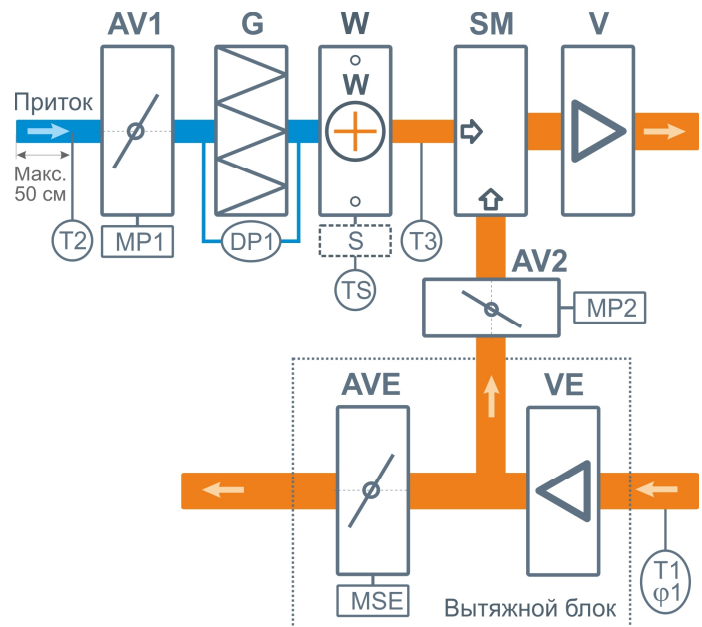 AV1 G W SM V
W
Приток
Макс.
50 см
T2 MP1 DP1 S T3
TS
AV2
MP2
AVE VE
T1
φ1
MSE
Вытяжной блок